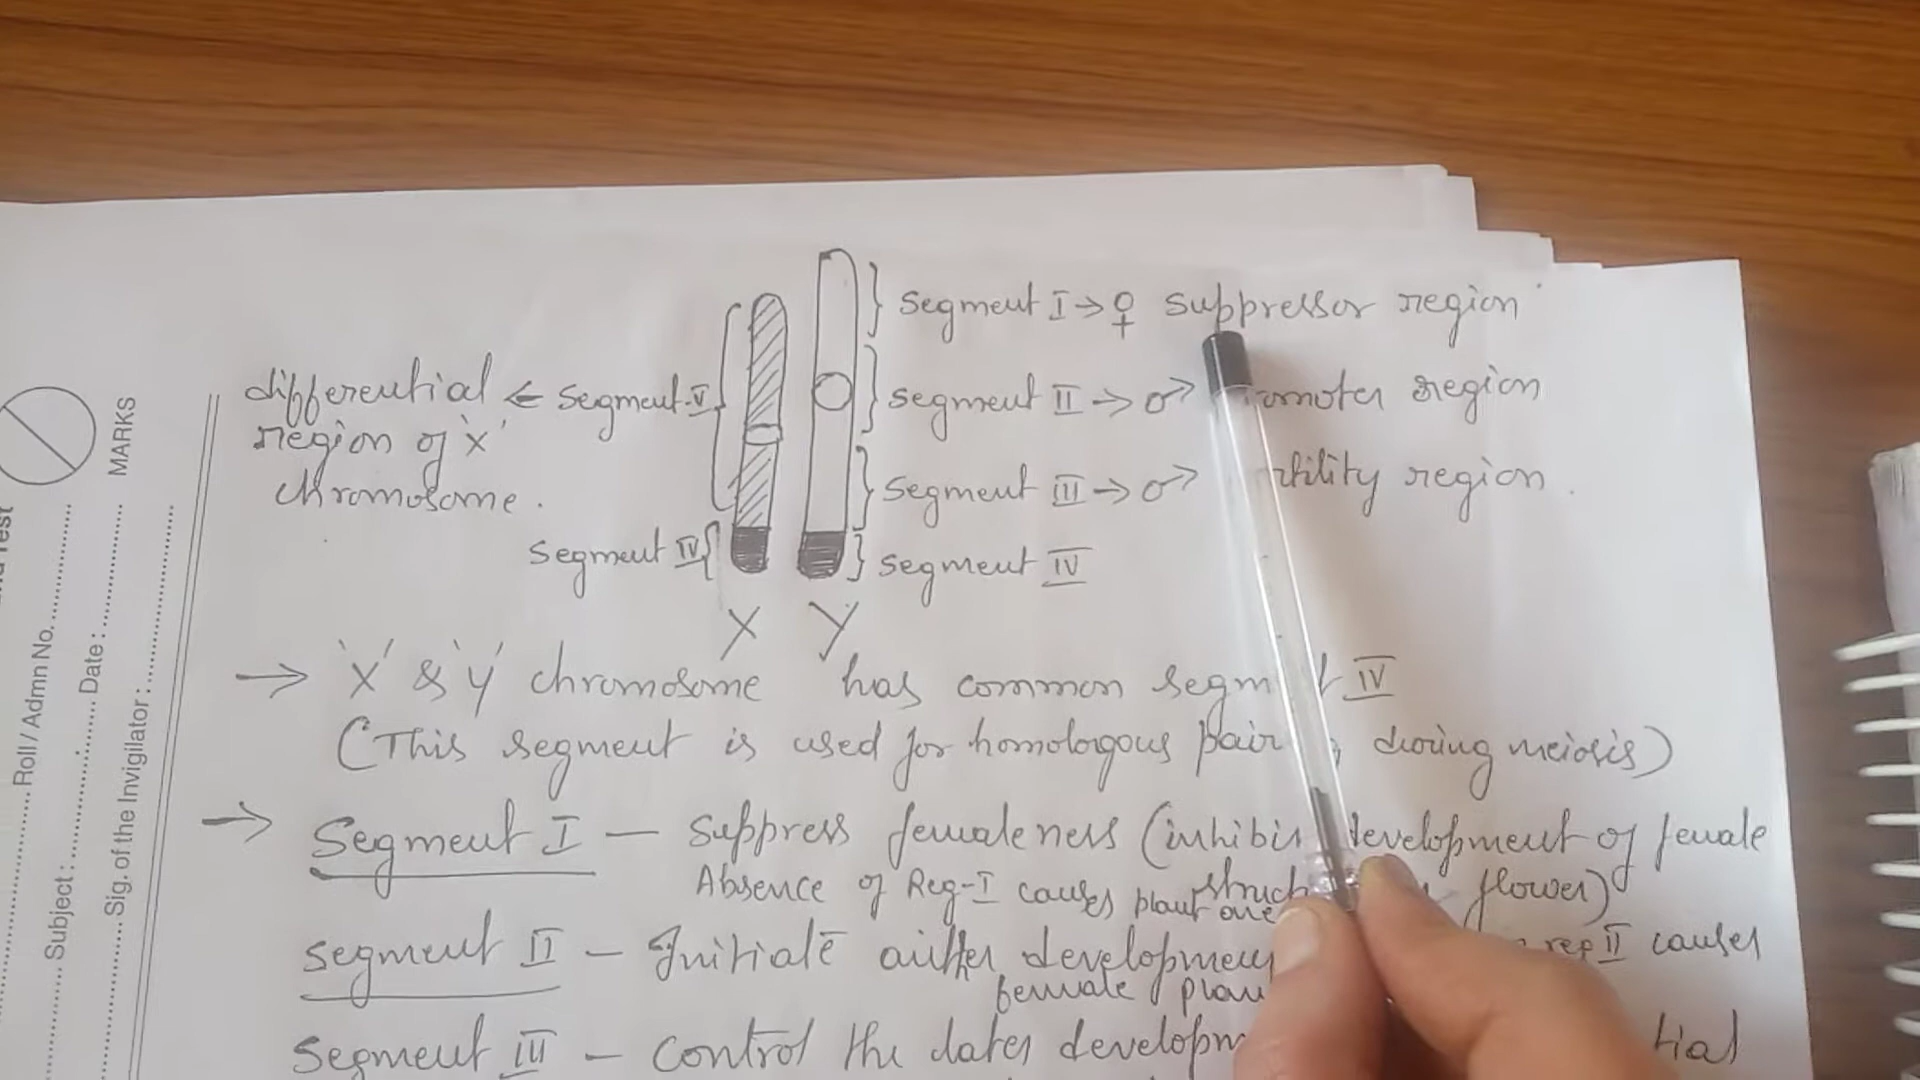 Segment I → ♀ suppressor region
differential ← Segment-V
segment II → ♂ region
region of 'x'
chromosome.
Segment III → ♂ region.
Segment IV
Segment IV
X Y
→ 'X' & 'Y' chromosome has common IV
(This segment is used for homologous during meiosis)
→ Segment I — Suppress femaleness ( development of female
Absence of Reg-I causes plant flower)
segment II – Initiate development II causes
female
Segment III – Control the later
MARKS
Roll / Admn No.
Date :
Subject :
Sig. of the Invigilator :